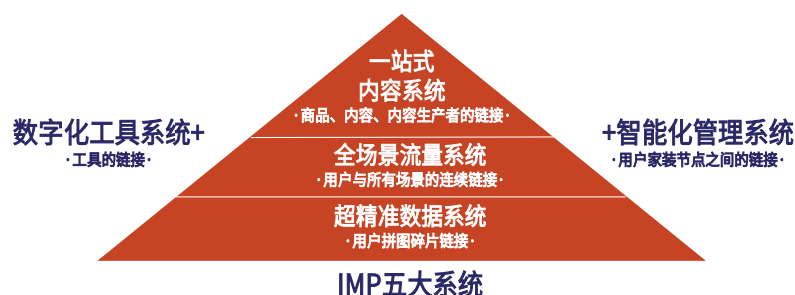 一站式
内容系统
·商品、内容、内容生产者的链接·
数字化工具系统+
·工具的链接·
+智能化管理系统
·用户家装节点之间的链接·
全场景流量系统
·用户与所有场景的连续链接·
超精准数据系统
·用户拼图碎片链接·
IMP五大系统